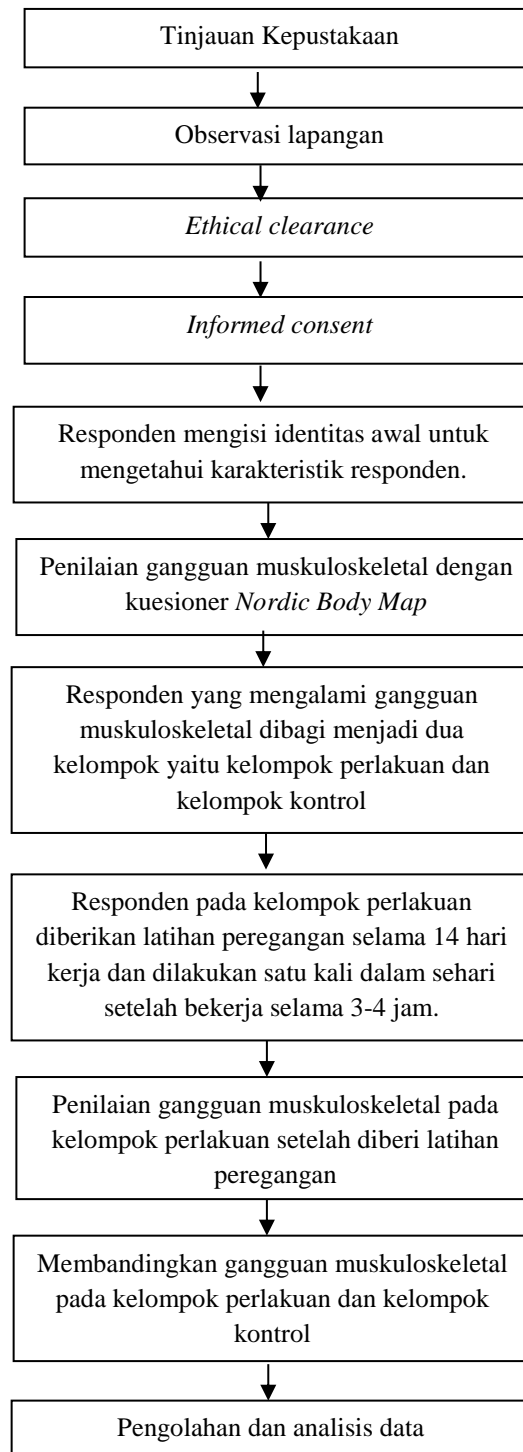 Tinjauan Kepustakaan
Observasi lapangan
Ethical clearance
Informed consent
Responden mengisi identitas awal untuk
mengetahui karakteristik responden.
Penilaian gangguan muskuloskeletal dengan
kuesioner Nordic Body Map
Responden yang mengalami gangguan
muskuloskeletal dibagi menjadi dua
kelompok yaitu kelompok perlakuan dan
kelompok kontrol
Responden pada kelompok perlakuan
diberikan latihan peregangan selama 14 hari
kerja dan dilakukan satu kali dalam sehari
setelah bekerja selama 3-4 jam.
Penilaian gangguan muskuloskeletal pada
kelompok perlakuan setelah diberi latihan
peregangan
Membandingkan gangguan muskuloskeletal
pada kelompok perlakuan dan kelompok
kontrol
Pengolahan dan analisis data